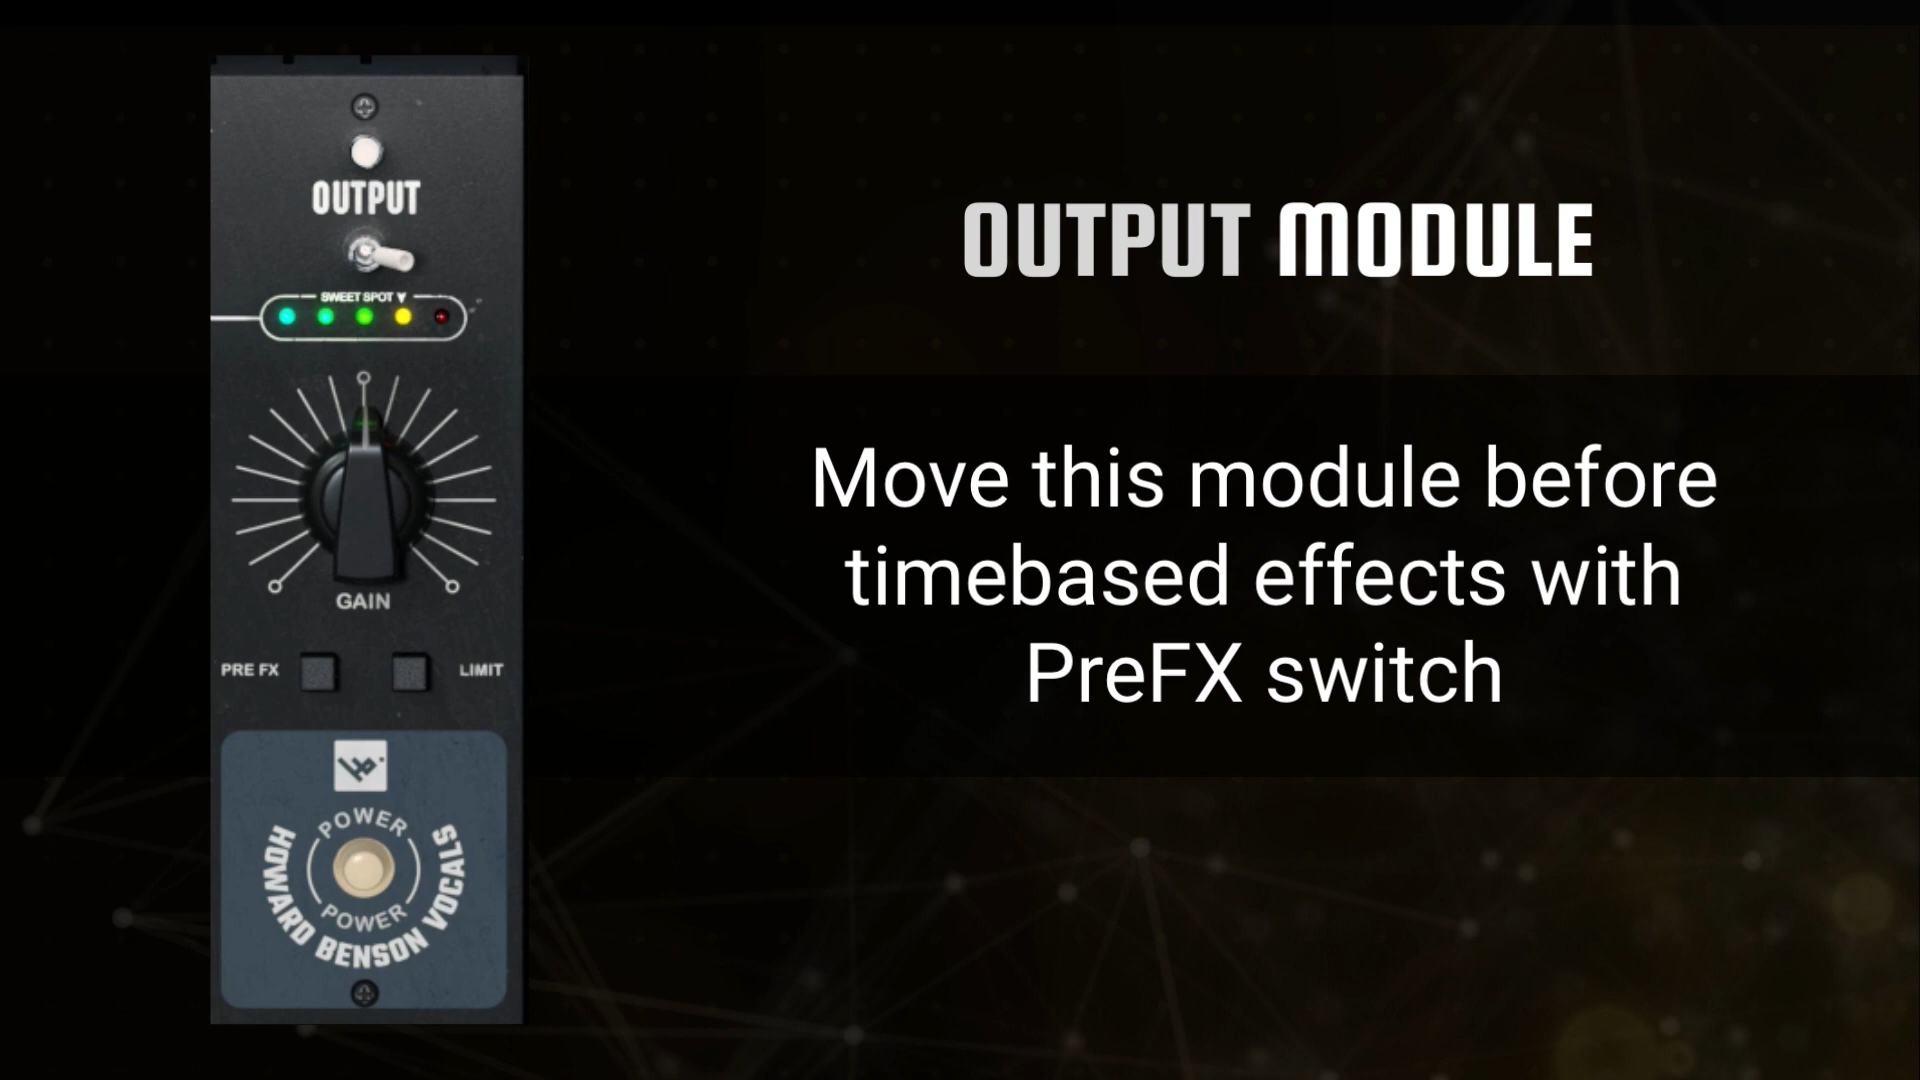 OUTPUT
SWEET SPOT
GAIN
PRE FX
LIMIT
POWER
POWER
HOWARD BENSON VOCALS
OUTPUT MODULE
Move this module before
timebased effects with
PreFX switch